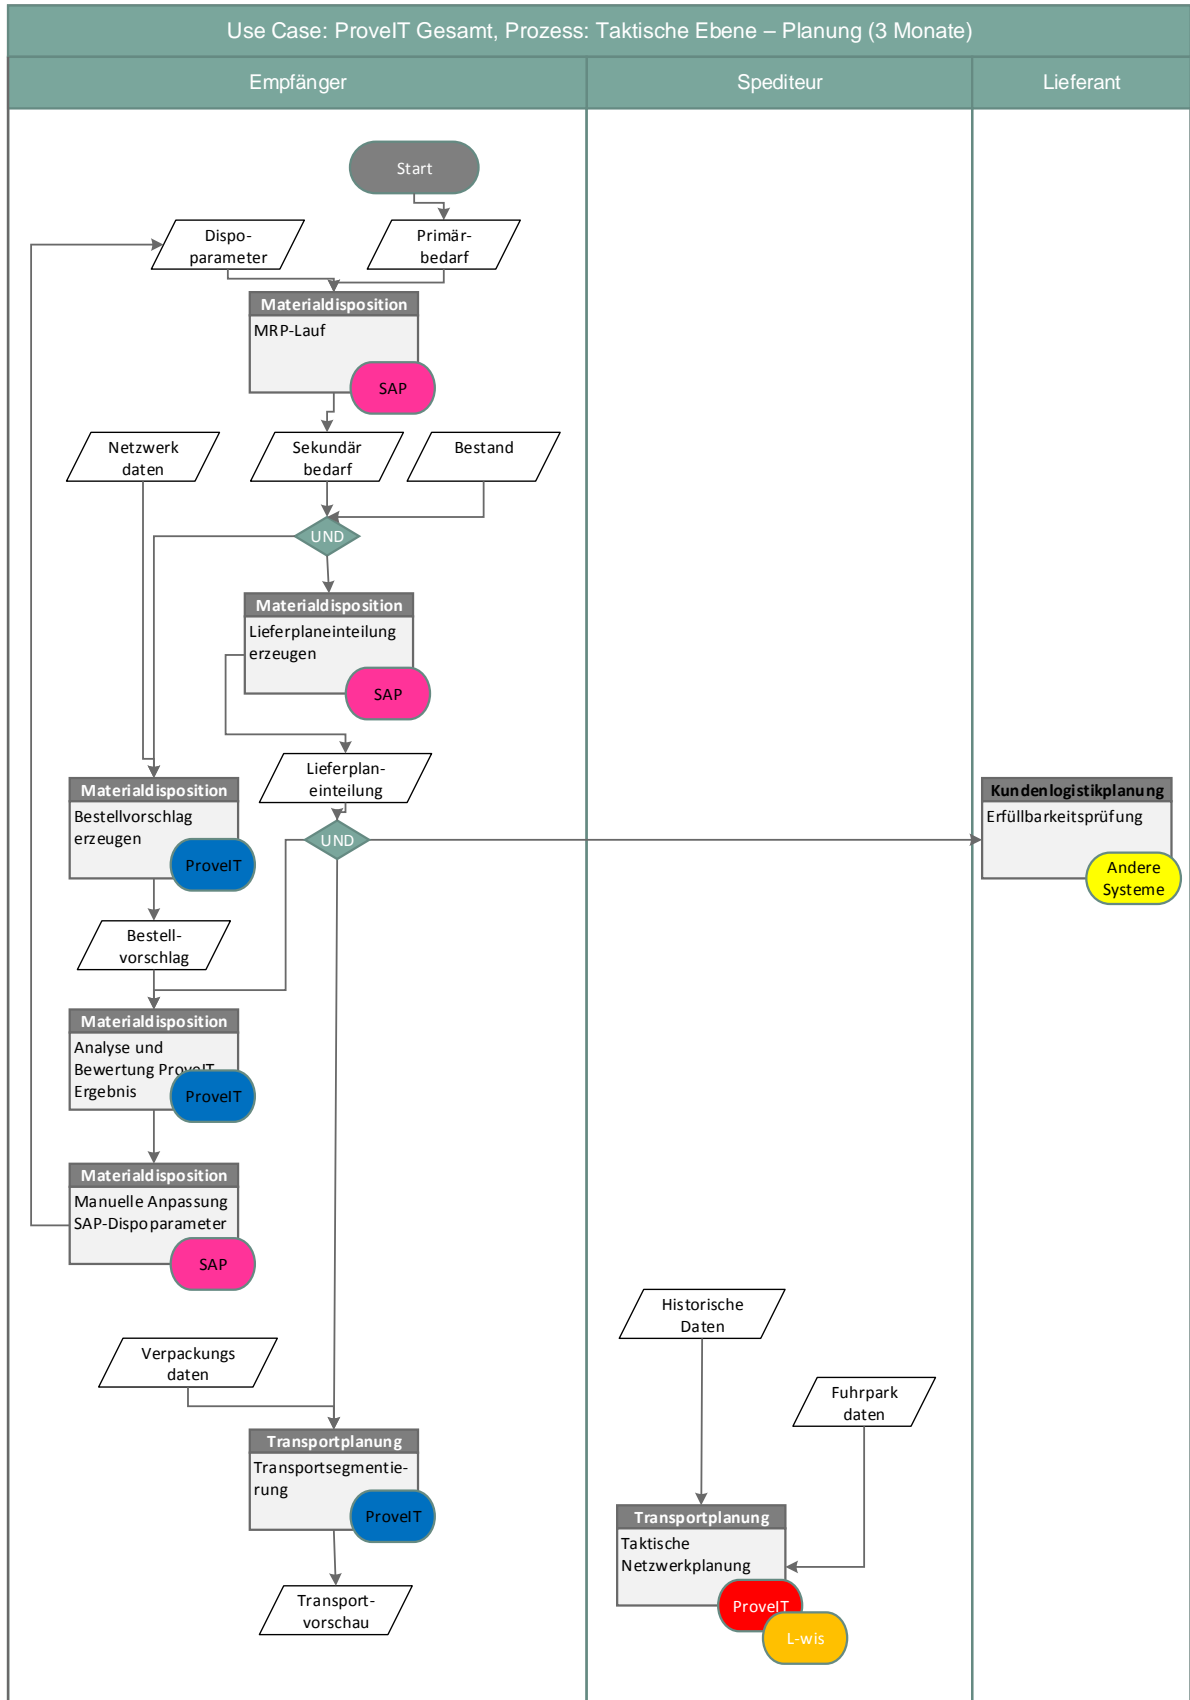 Use Case: ProveIT Gesamt, Prozess: Taktische Ebene – Planung (3 Monate)
Empfänger
Spediteur
Lieferant
Start
Dispo-
parameter
Primär-
bedarf
Materialdisposition
MRP-Lauf
SAP
Netzwerk
daten
Sekundär
bedarf
Bestand
UND
Materialdisposition
Lieferplaneinteilung
erzeugen
SAP
Lieferplan-
einteilung
Materialdisposition
Bestellvorschlag
erzeugen
ProveIT
UND
Kundenlogistikplanung
Erfüllbarkeitsprüfung
Andere
Systeme
Bestell-
vorschlag
Materialdisposition
Analyse und
Bewertung ProveIT
Ergebnis
ProveIT
Materialdisposition
Manuelle Anpassung
SAP-Dispoparameter
SAP
Historische
Daten
Verpackungs
daten
Fuhrpark
daten
Transportplanung
Transportsegmentie-
rung
ProveIT
Transportplanung
Taktische
Netzwerkplanung
ProveIT
L-wis
Transport-
vorschau